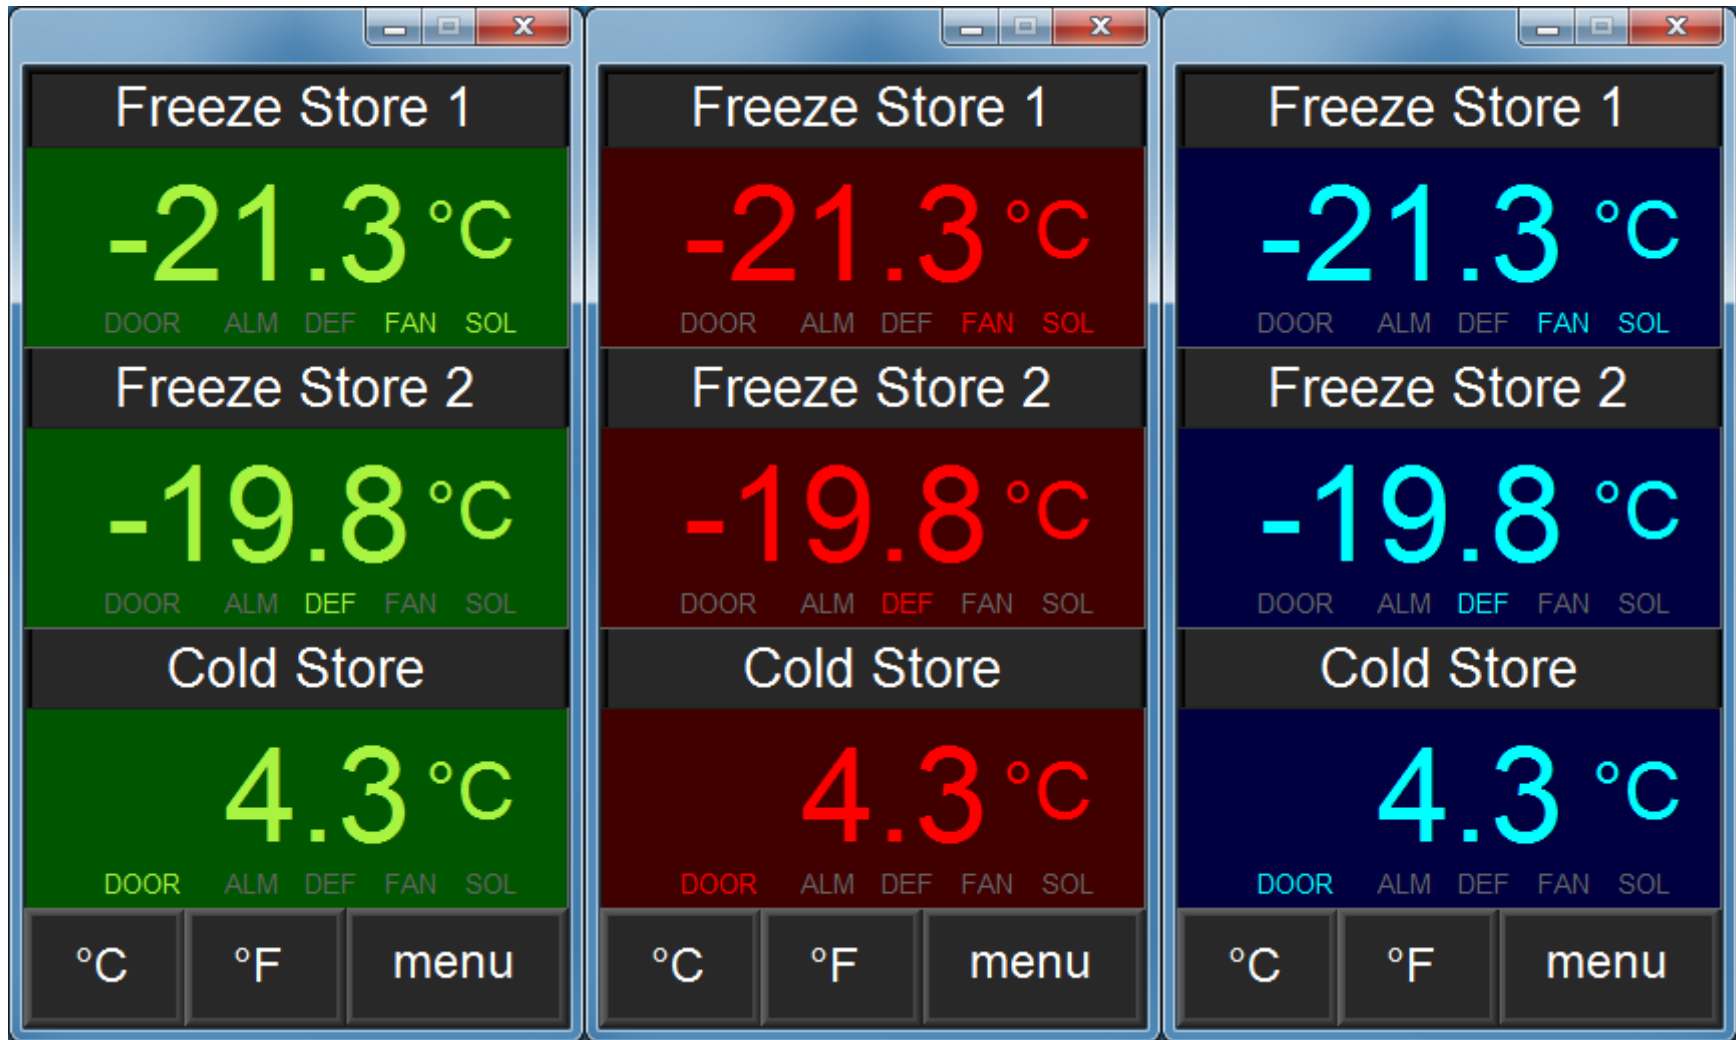 Freeze Store 1
-21.3 °C
DOOR ALM DEF FAN SOL
Freeze Store 2
-19.8 °C
DOOR ALM DEF FAN SOL
Cold Store
4.3 °C
DOOR ALM DEF FAN SOL
°C °F menu
Freeze Store 1
-21.3 °C
DOOR ALM DEF FAN SOL
Freeze Store 2
-19.8 °C
DOOR ALM DEF FAN SOL
Cold Store
4.3 °C
DOOR ALM DEF FAN SOL
°C °F menu
Freeze Store 1
-21.3 °C
DOOR ALM DEF FAN SOL
Freeze Store 2
-19.8 °C
DOOR ALM DEF FAN SOL
Cold Store
4.3 °C
DOOR ALM DEF FAN SOL
°C °F menu